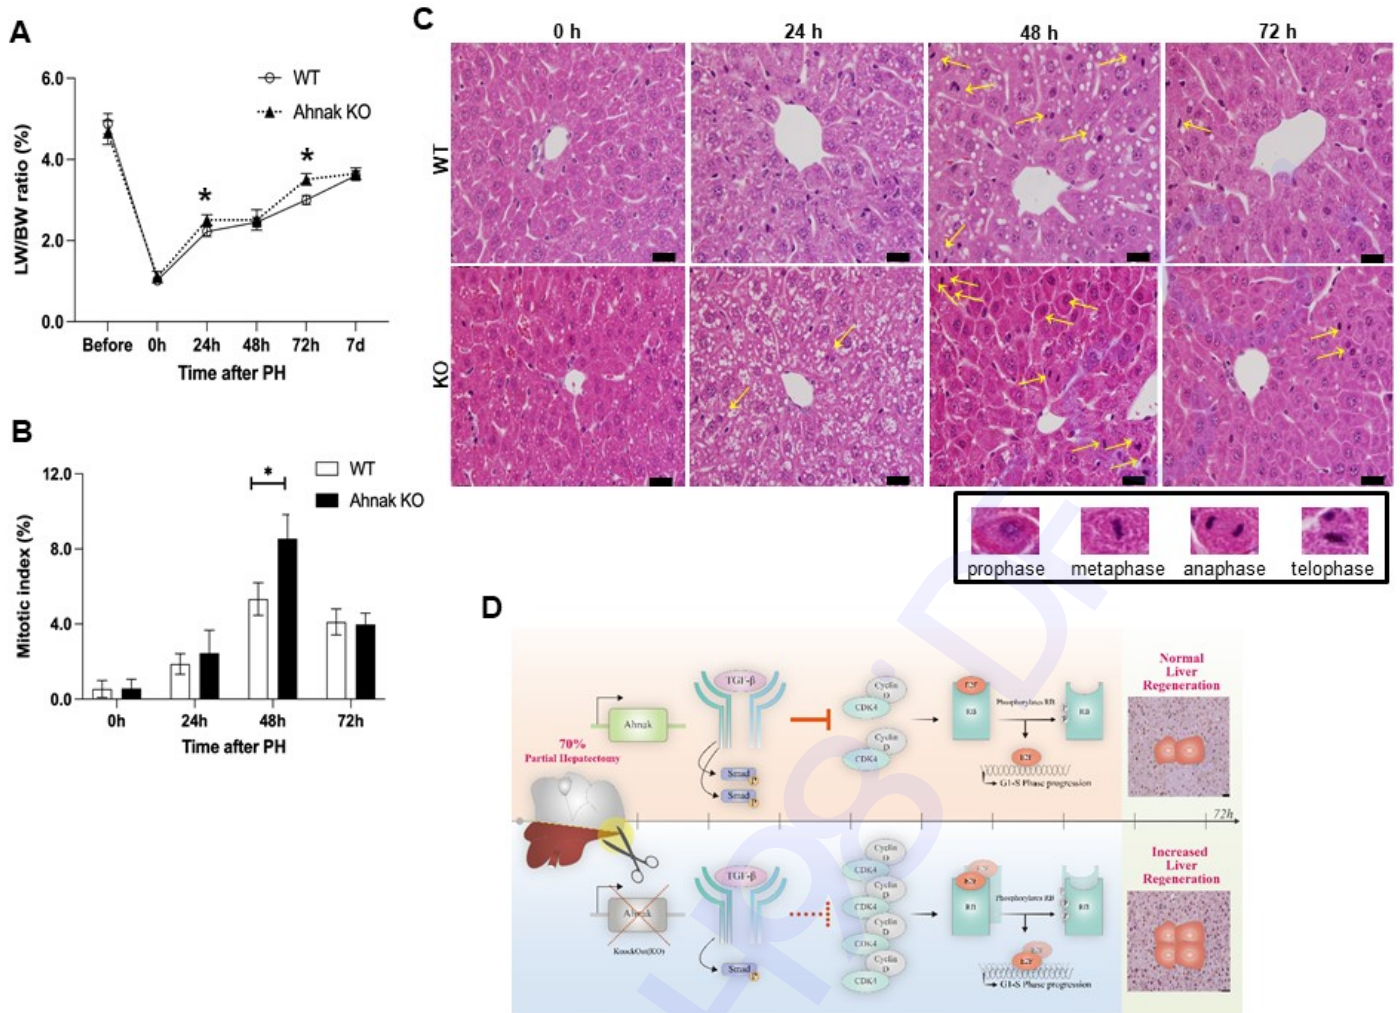 A
6.0
4.0
2.0
0.0
LW/BW ratio (%)
WT
Ahnak KO
*
*
Before 0h 24h 48h 72h 7d
Time after PH
B
12.0
8.0
4.0
0.0
Mitotic index (%)
WT
Ahnak KO
*
0h 24h 48h 72h
Time after PH
C
0 h 24 h 48 h 72 h
WT
KO
prophase metaphase anaphase telophase
D
70%
Partial Hepatectomy
Ahnak
TGF-β
Smad P
Smad P
Cyclin
D
CDK4
Cyclin
D
CDK4
RB
Phosphorylates RB
RB
P
P
G1-S Phase progression
Normal
Liver
Regeneration
72h
Ahnak
KnockOut(KO)
TGF-β
Smad P
Cyclin
D
CDK4
Cyclin
D
CDK4
Cyclin
D
CDK4
Cyclin
D
CDK4
RB
Phosphorylates RB
P
P
G1-S Phase progression
Increased
Liver
Regeneration